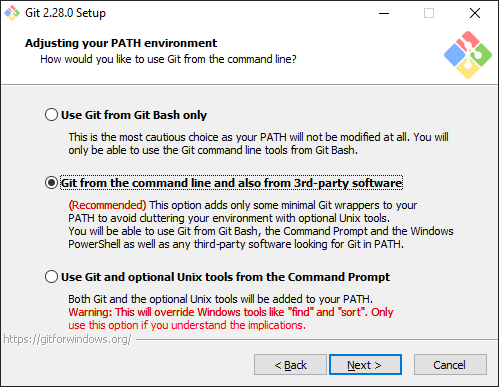 Git 2.28.0 Setup
Adjusting your PATH environment
How would you like to use Git from the command line?
Use Git from Git Bash only
This is the most cautious choice as your PATH will not be modified at all. You will
only be able to use the Git command line tools from Git Bash.
Git from the command line and also from 3rd-party software
(Recommended) This option adds only some minimal Git wrappers to your
PATH to avoid cluttering your environment with optional Unix tools.
You will be able to use Git from Git Bash, the Command Prompt and the Windows
PowerShell as well as any third-party software looking for Git in PATH.
Use Git and optional Unix tools from the Command Prompt
Both Git and the optional Unix tools will be added to your PATH.
Warning: This will override Windows tools like "find" and "sort". Only
use this option if you understand the implications.
https://gitforwindows.org/
< Back
Next >
Cancel